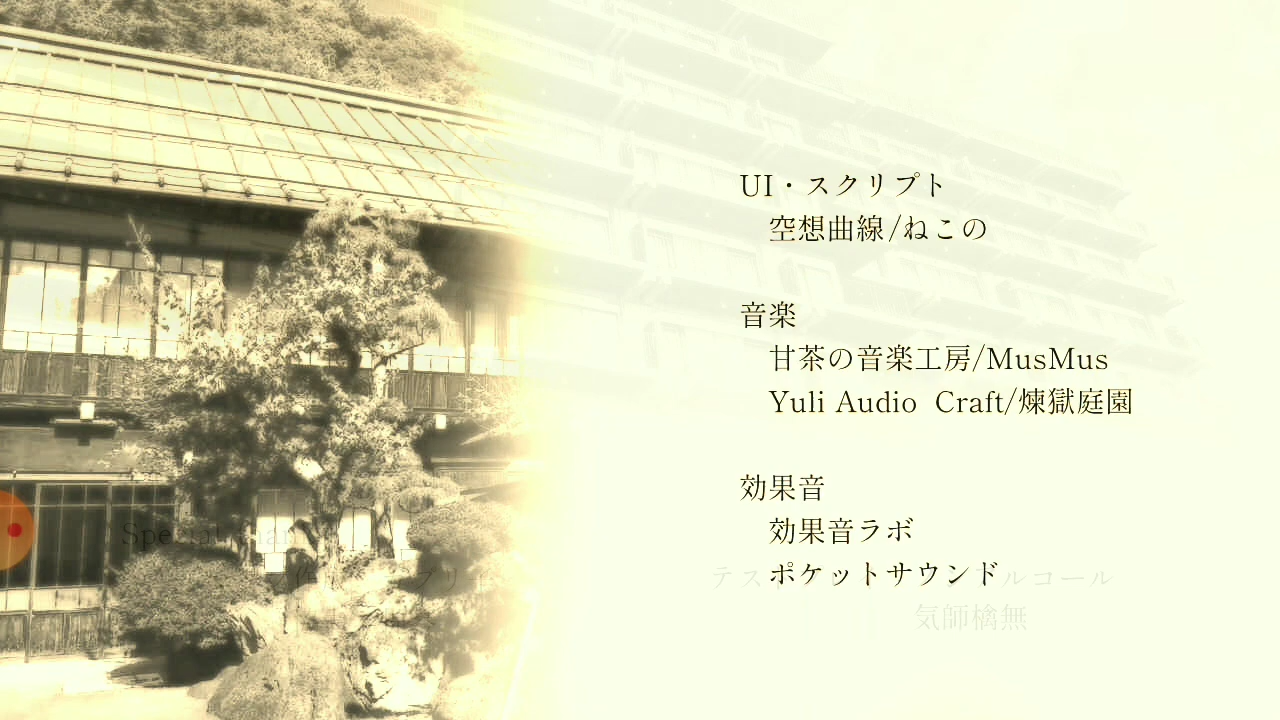 UI・スクリプト
空想曲線/ねこの
音楽
甘茶の音楽工房/MusMus
Yuli Audio Craft/煉獄庭園
効果音
効果音ラボ
ポケットサウンド
Special
気師檎無